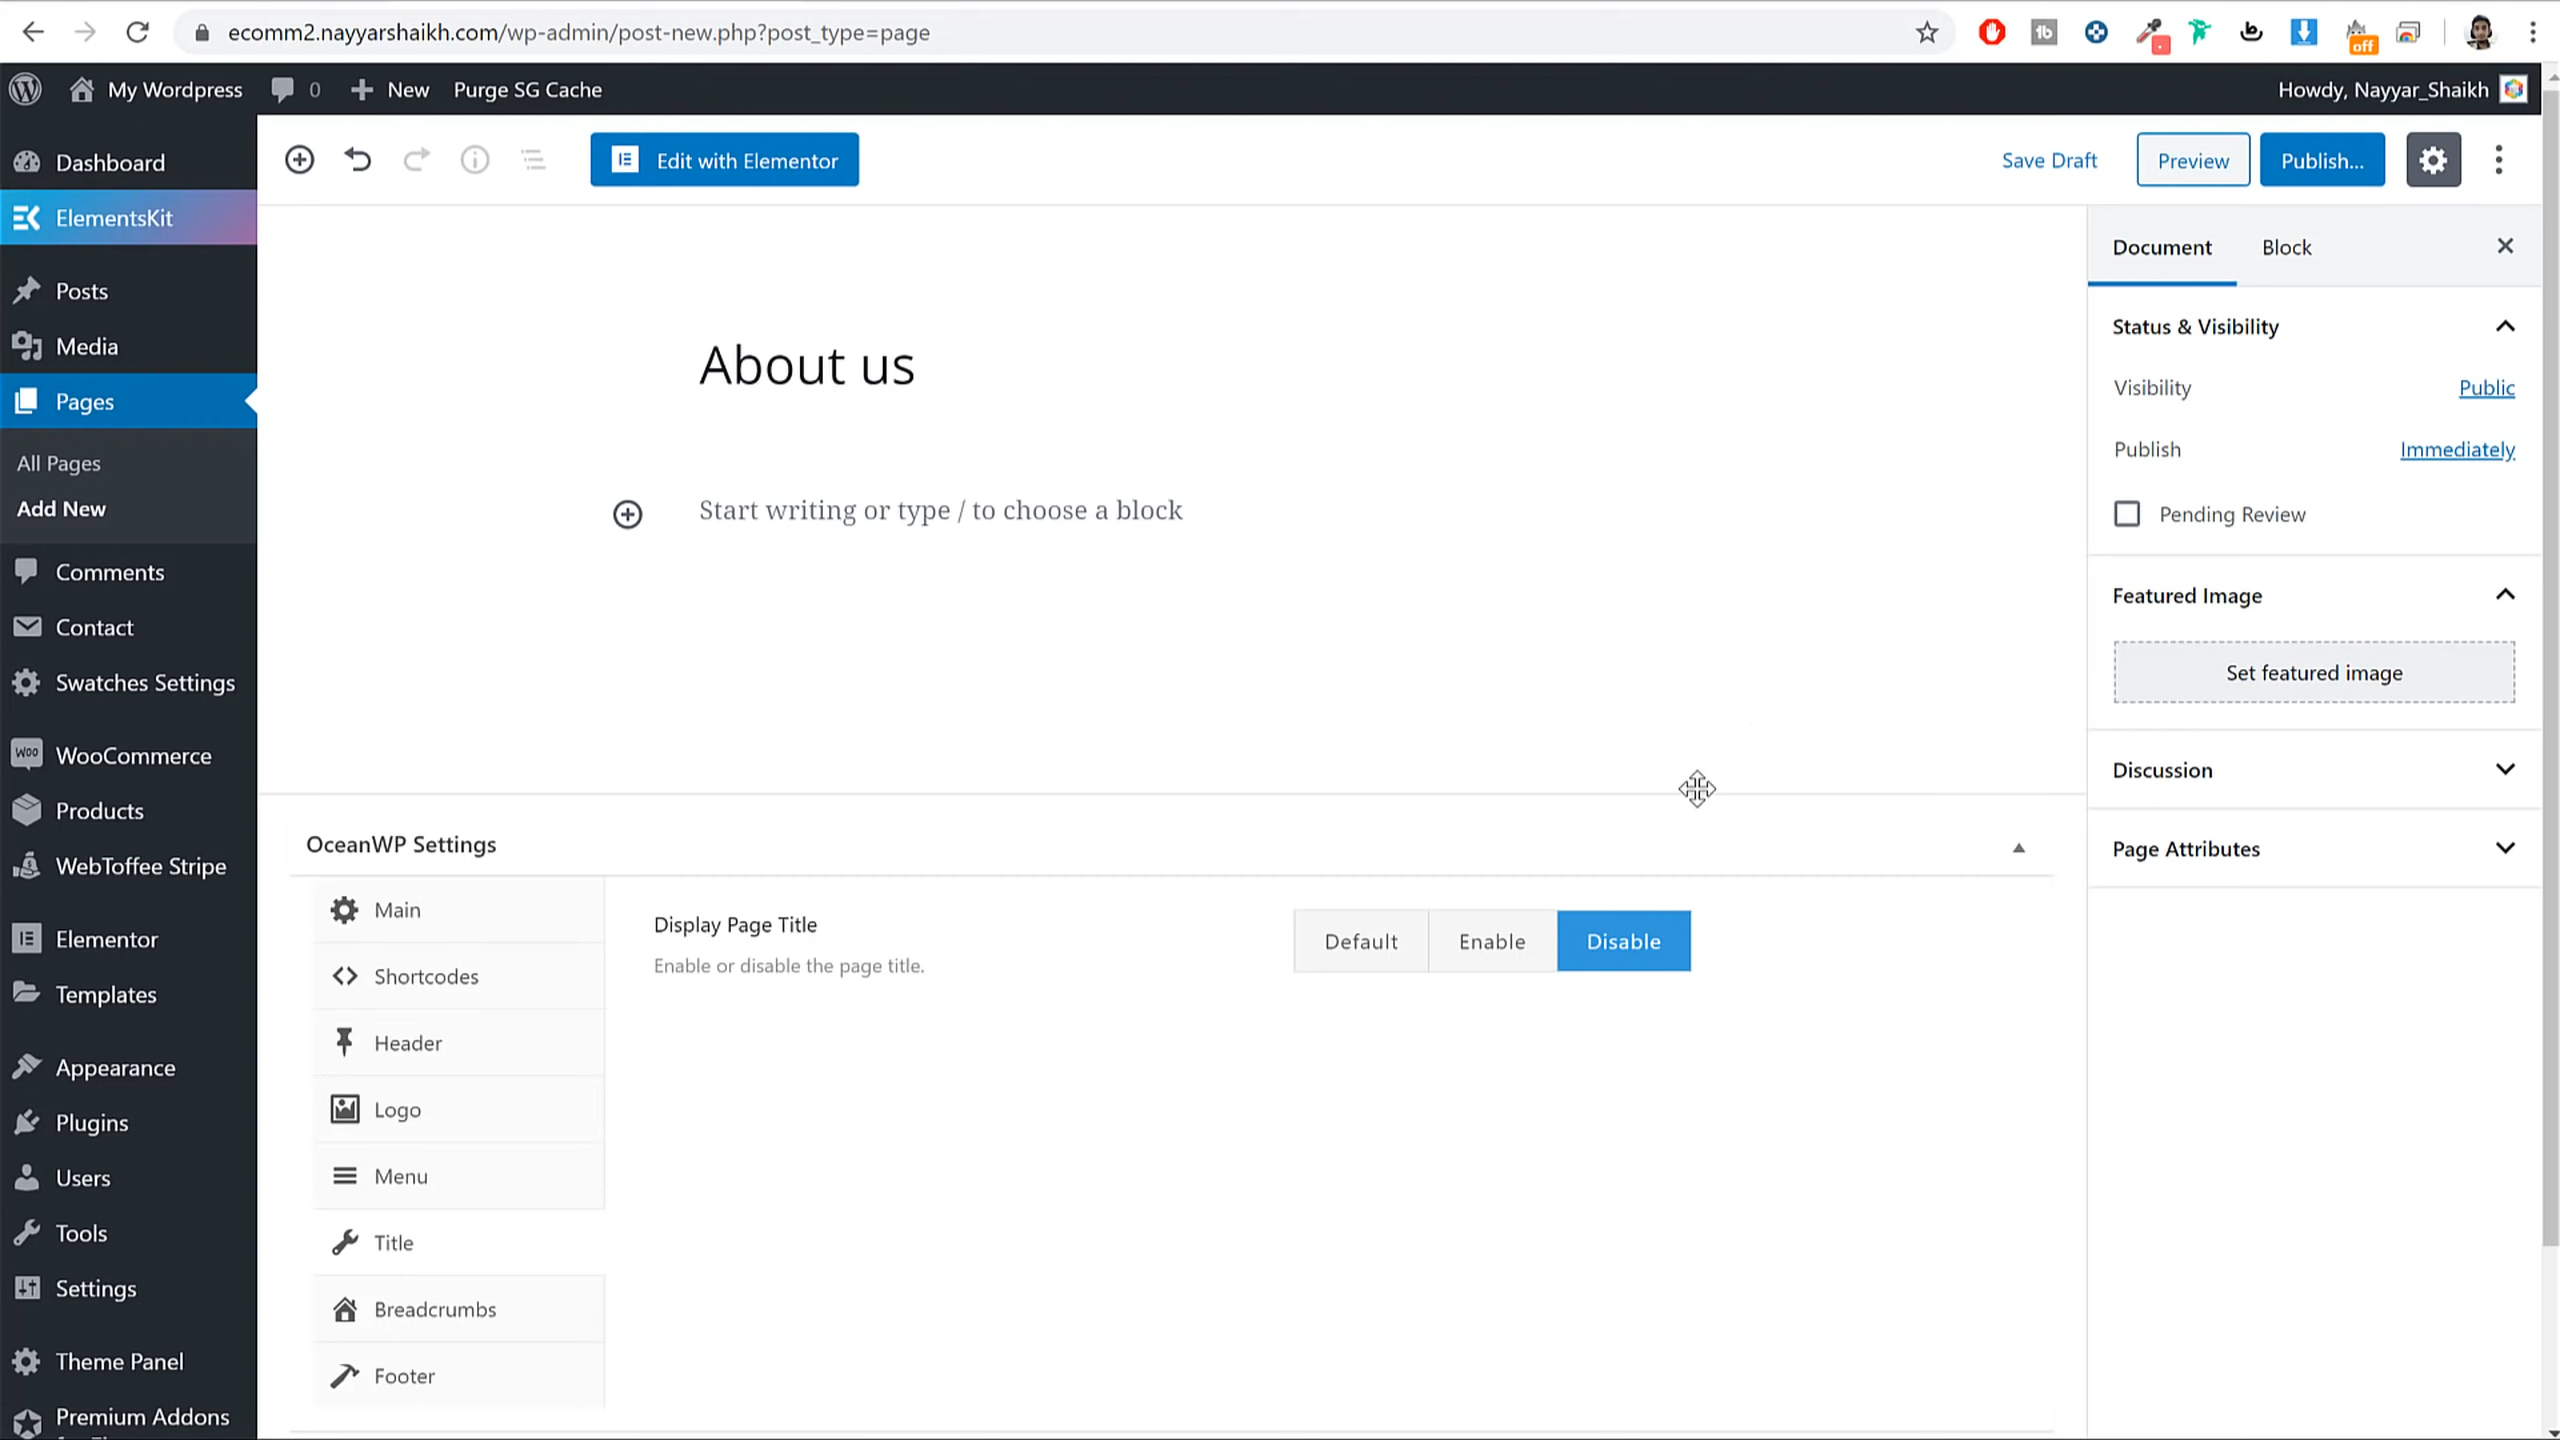 ecomm2.nayyarshaikh.com/wp-admin/post-new.php?post_type=page
off
My Wordpress
0
New
Purge SG Cache
Howdy, Nayyar_Shaikh
Dashboard
ElementsKit
Posts
Media
Pages
All Pages
Add New
Comments
Contact
Swatches Settings
WooCommerce
Products
WebToffee Stripe
Elementor
Templates
Appearance
Plugins
Users
Tools
Settings
Theme Panel
Premium Addons
Edit with Elementor
Save Draft
Preview
Publish...
About us
Start writing or type / to choose a block
OceanWP Settings
Main
Shortcodes
Header
Logo
Menu
Title
Breadcrumbs
Footer
Display Page Title
Enable or disable the page title.
Default
Enable
Disable
Document
Block
Status & Visibility
Visibility
Public
Publish
Immediately
Pending Review
Featured Image
Set featured image
Discussion
Page Attributes